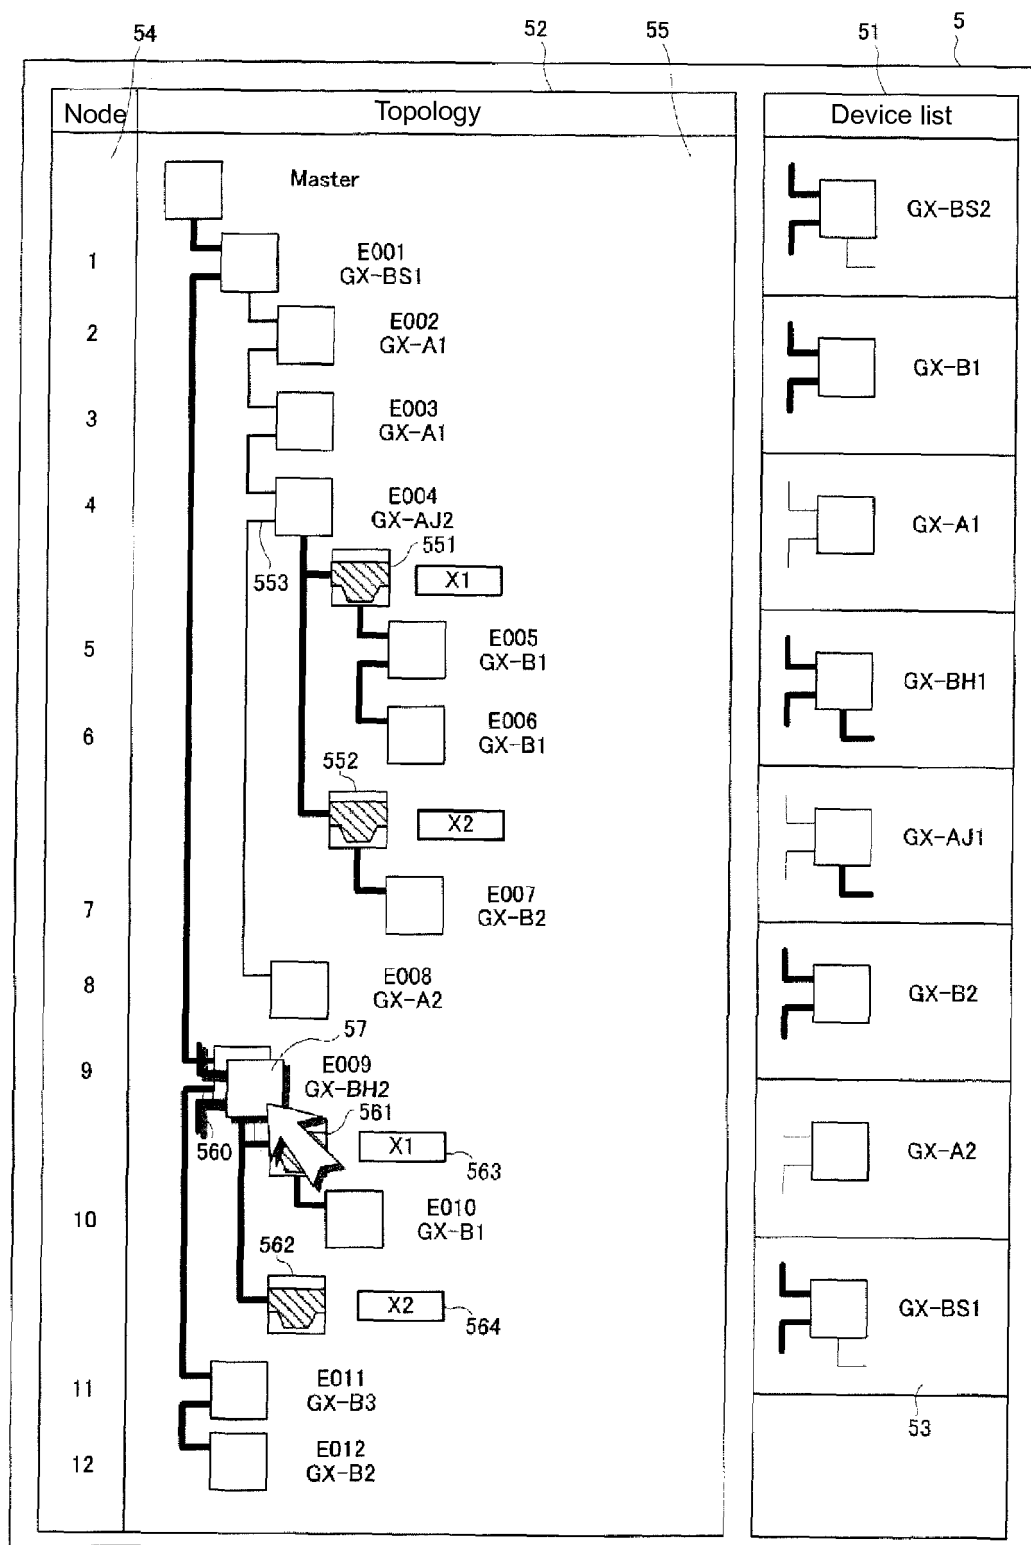 54
52
55
51
5
Node
Topology
Device list
Master
1
E001
GX-BS1
2
E002
GX-A1
3
E003
GX-A1
4
E004
GX-AJ2
553
551
X1
5
E005
GX-B1
6
E006
GX-B1
552
X2
7
E007
GX-B2
8
E008
GX-A2
57
9
E009
GX-BH2
561
560
X1
563
10
E010
GX-B1
562
X2
564
11
E011
GX-B3
12
E012
GX-B2
GX-BS2
GX-B1
GX-A1
GX-BH1
GX-AJ1
GX-B2
GX-A2
GX-BS1
53